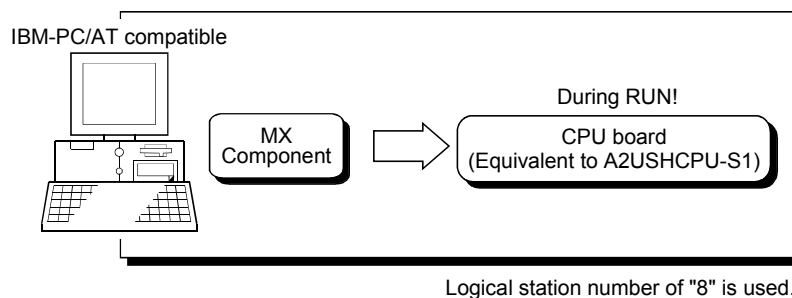 IBM-PC/AT compatible
During RUN!
MX
Component
CPU board
(Equivalent to A2USHCPU-S1)
Logical station number of "8" is used.